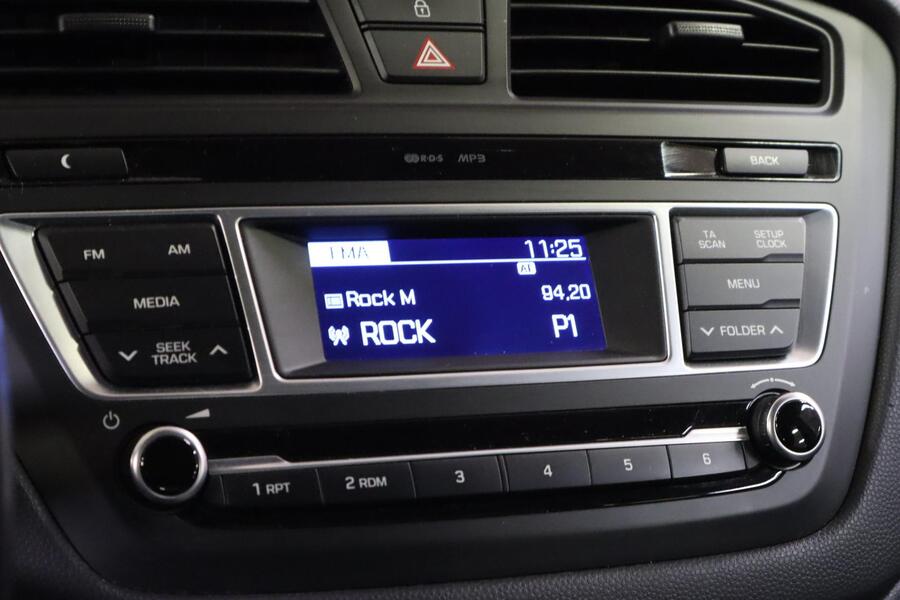 R·D·S MP3
BACK
FM AM
MEDIA
SEEK
TRACK
FMA 11:25
AF
Rock M 94.20
ROCK P1
TA
SCAN
SETUP
CLOCK
MENU
FOLDER
1 RPT 2 RDM 3 4 5 6